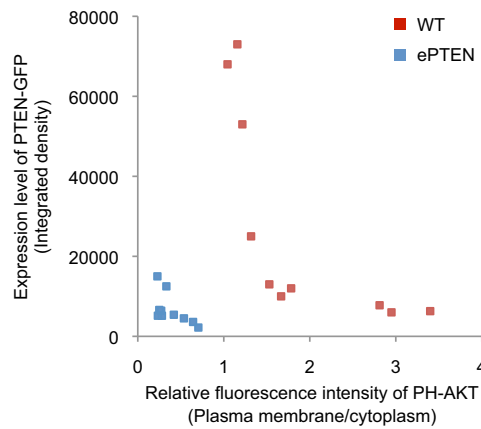 Expression level of PTEN-GFP
(Integrated density)
80000
60000
40000
20000
0
WT
ePTEN
0 1 2 3 4
Relative fluorescence intensity of PH-AKT
(Plasma membrane/cytoplasm)